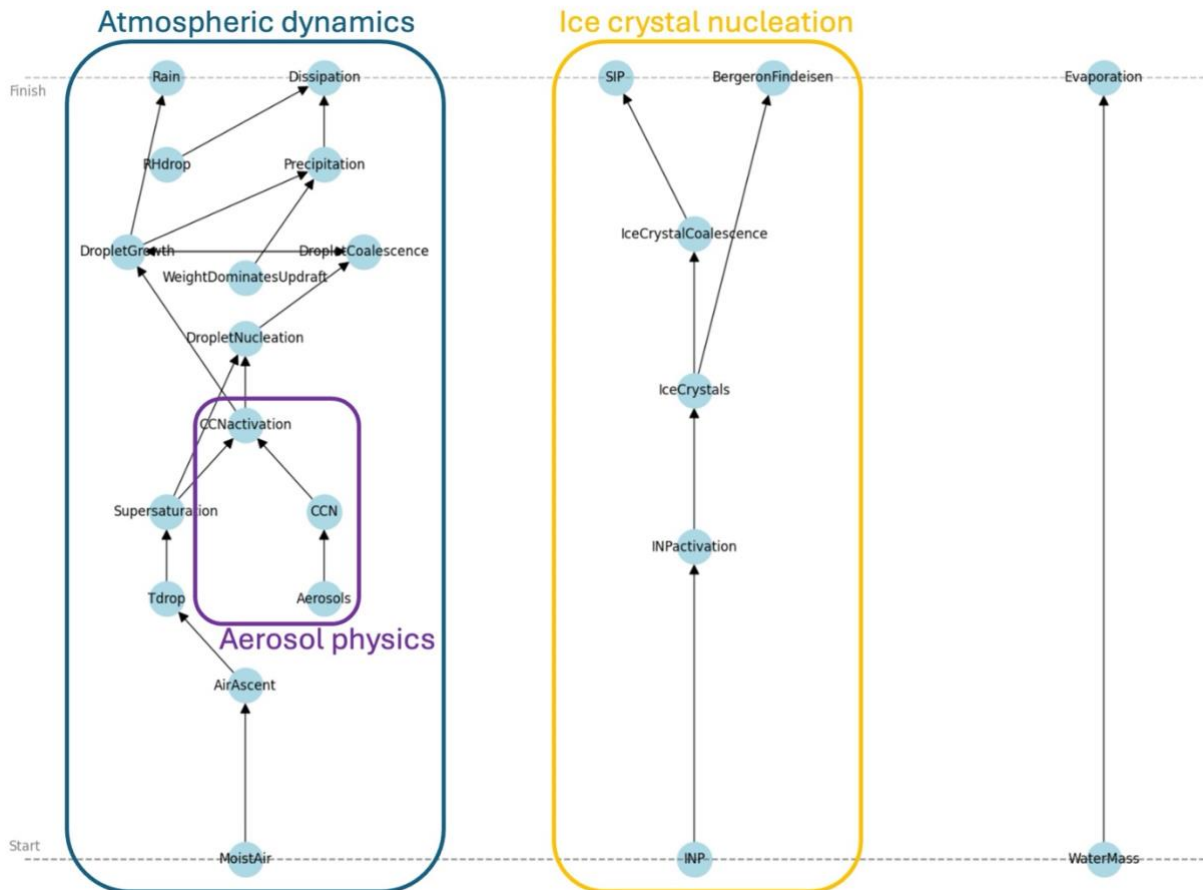 Atmospheric dynamics
Ice crystal nucleation
Finish
Rain
Dissipation
SIP
BergeronFindeisen
Evaporation
RHdrop
Precipitation
IceCrystalCoalescence
DropletGrowth
DropletCoalescence
WeightDominatesUpdraft
DropletNucleation
IceCrystals
CCNactivation
Supersaturation
CCN
INPactivation
Tdrop
Aerosols
Aerosol physics
AirAscent
Start
MoistAir
INP
WaterMass